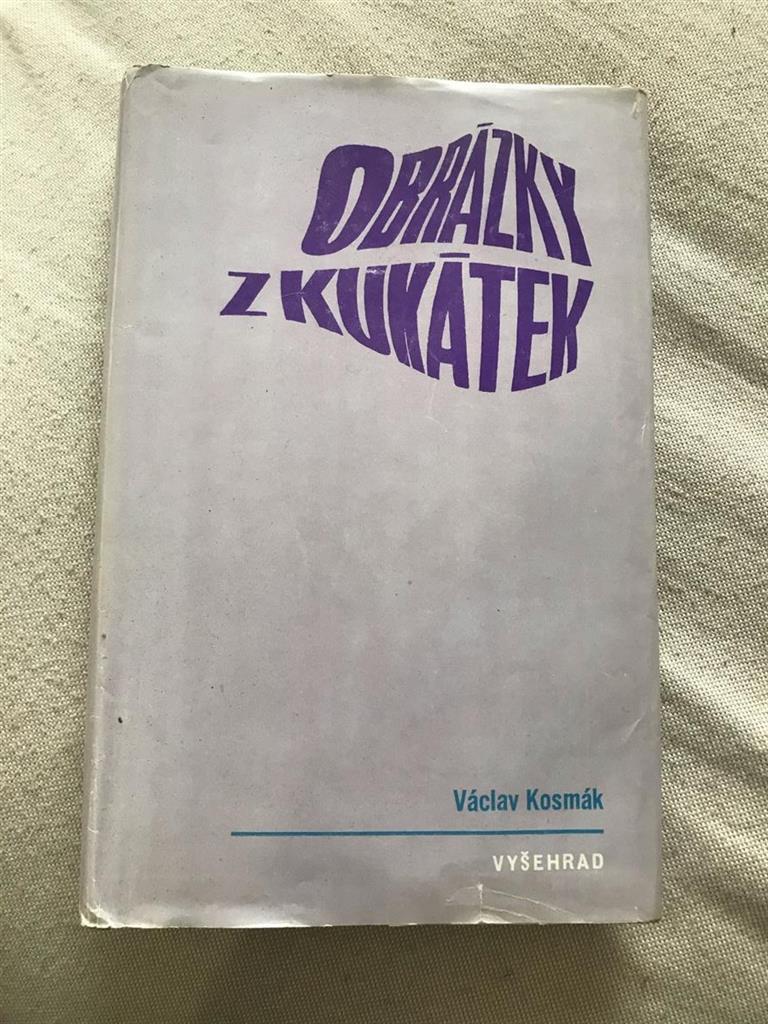 OBRÁZKY
Z KUKÁTEK
Václav Kosmák
VYŠEHRAD